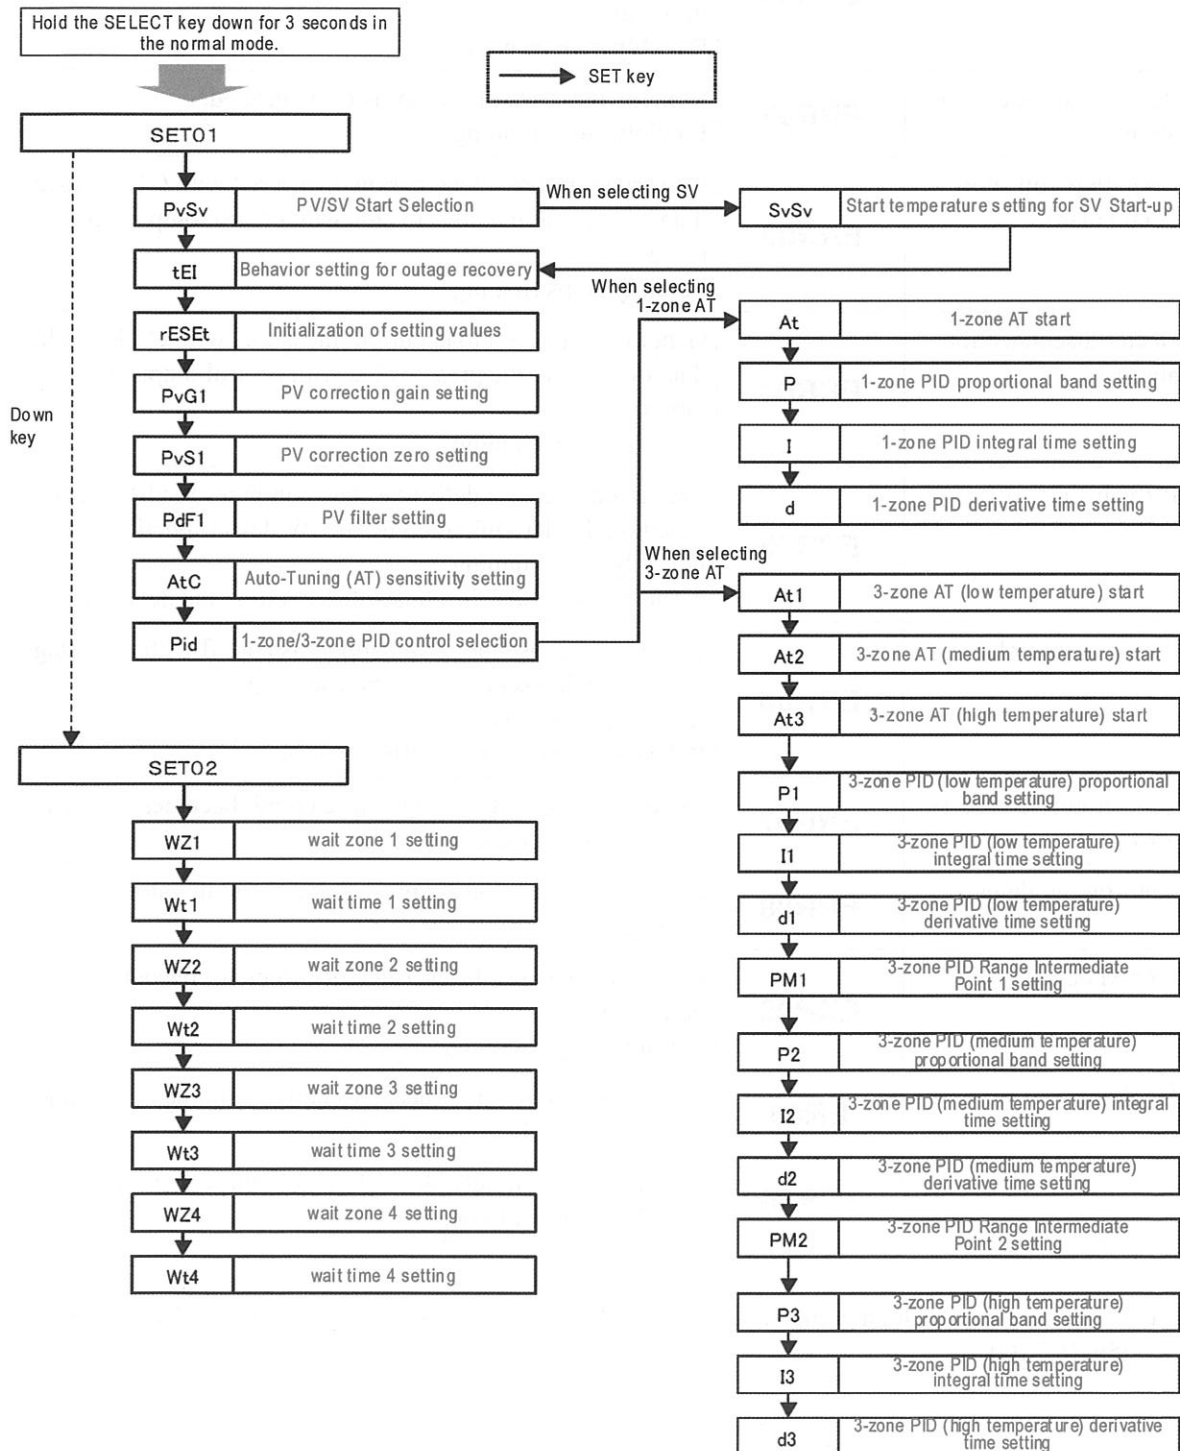 Hold the SELECT key down for 3 seconds in
the normal mode.
SET key
SET01
PvSv PV/SV Start Selection
When selecting SV
SvSv Start temperature setting for SV Start-up
tEI Behavior setting for outage recovery
When selecting
1-zone AT
rESEt Initialization of setting values
PvG1 PV correction gain setting
PvS1 PV correction zero setting
PdF1 PV filter setting
AtC Auto-Tuning (AT) sensitivity setting
Pid 1-zone/3-zone PID control selection
Down
key
At 1-zone AT start
P 1-zone PID proportional band setting
I 1-zone PID integral time setting
d 1-zone PID derivative time setting
When selecting
3-zone AT
At1 3-zone AT (low temperature) start
At2 3-zone AT (medium temperature) start
At3 3-zone AT (high temperature) start
P1 3-zone PID (low temperature) proportional
band setting
I1 3-zone PID (low temperature)
integral time setting
d1 3-zone PID (low temperature)
derivative time setting
PM1 3-zone PID Range Intermediate
Point 1 setting
P2 3-zone PID (medium temperature)
proportional band setting
I2 3-zone PID (medium temperature) integral
time setting
d2 3-zone PID (medium temperature)
derivative time setting
PM2 3-zone PID Range Intermediate
Point 2 setting
P3 3-zone PID (high temperature)
proportional band setting
I3 3-zone PID (high temperature)
integral time setting
d3 3-zone PID (high temperature) derivative
time setting
SET02
WZ1 wait zone 1 setting
Wt1 wait time 1 setting
WZ2 wait zone 2 setting
Wt2 wait time 2 setting
WZ3 wait zone 3 setting
Wt3 wait time 3 setting
WZ4 wait zone 4 setting
Wt4 wait time 4 setting